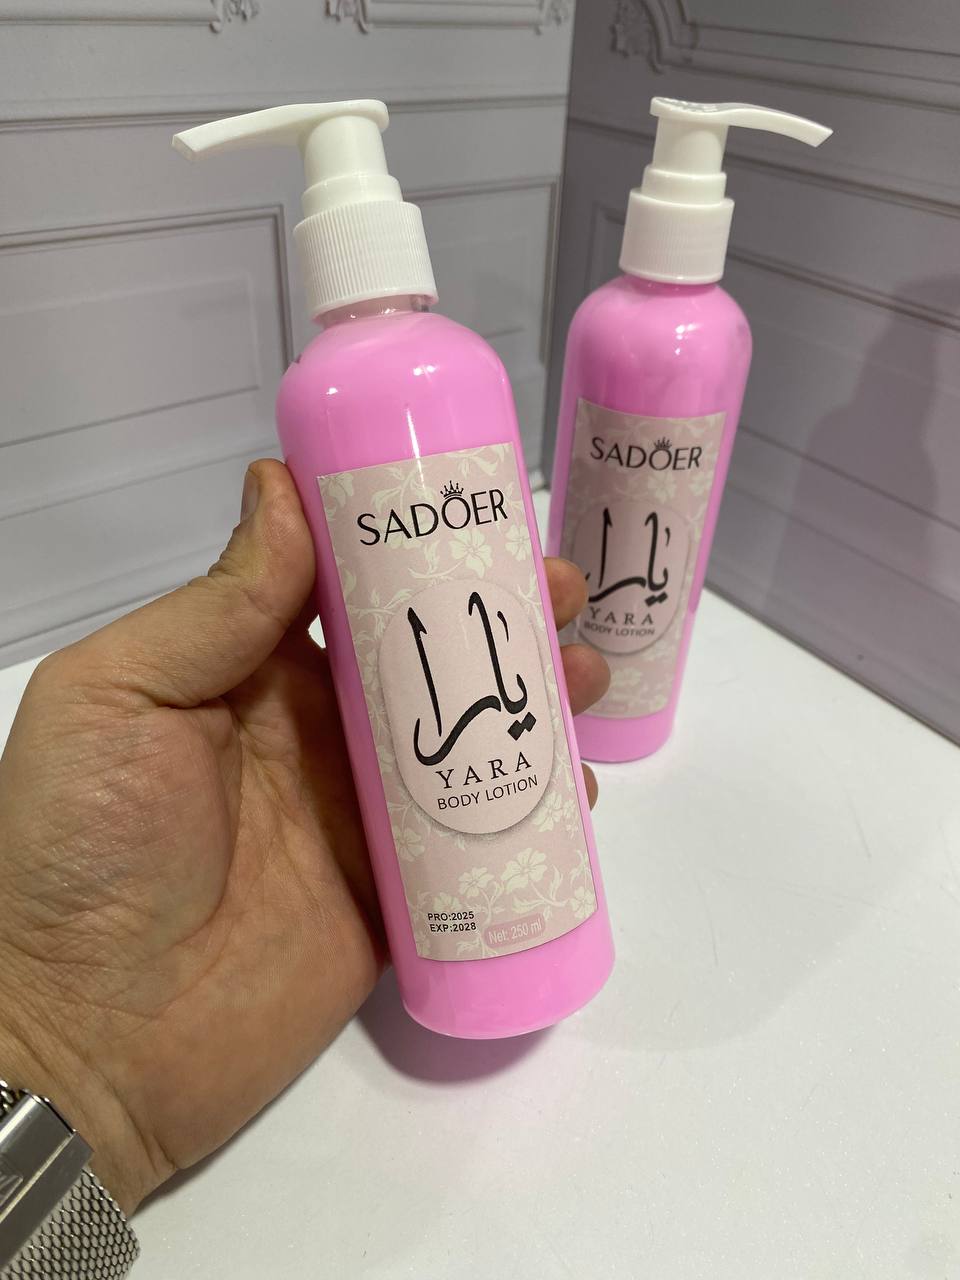 SADOER
يارا
YARA
BODY LOTION
PRO:2025
EXP:2028
Net: 250 ml
SADOER
يارا
YARA
BODY LOTION